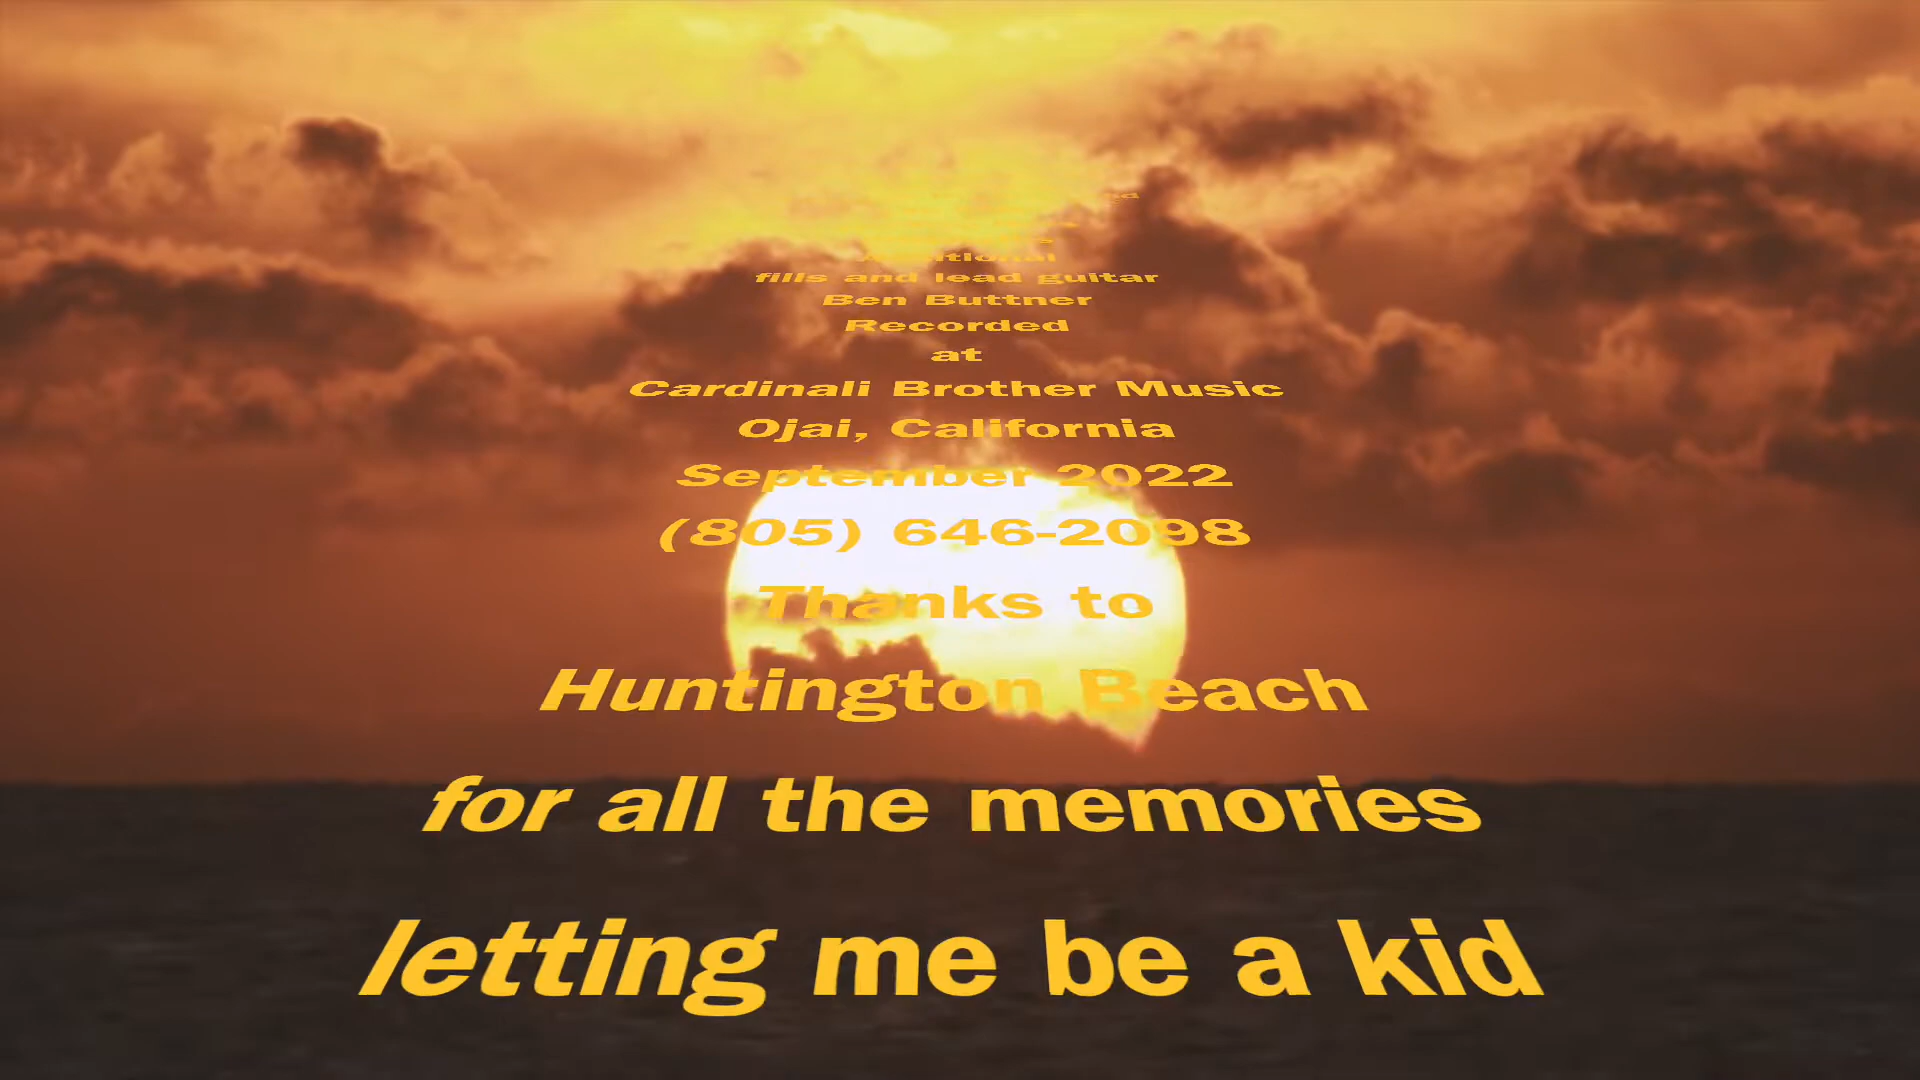 Additional
fills and lead guitar
Ben Buttner
Recorded
at
Cardinali Brother Music
Ojai, California
September 2022
(805) 646-2098
Thanks to
Huntington Beach
for all the memories
letting me be a kid